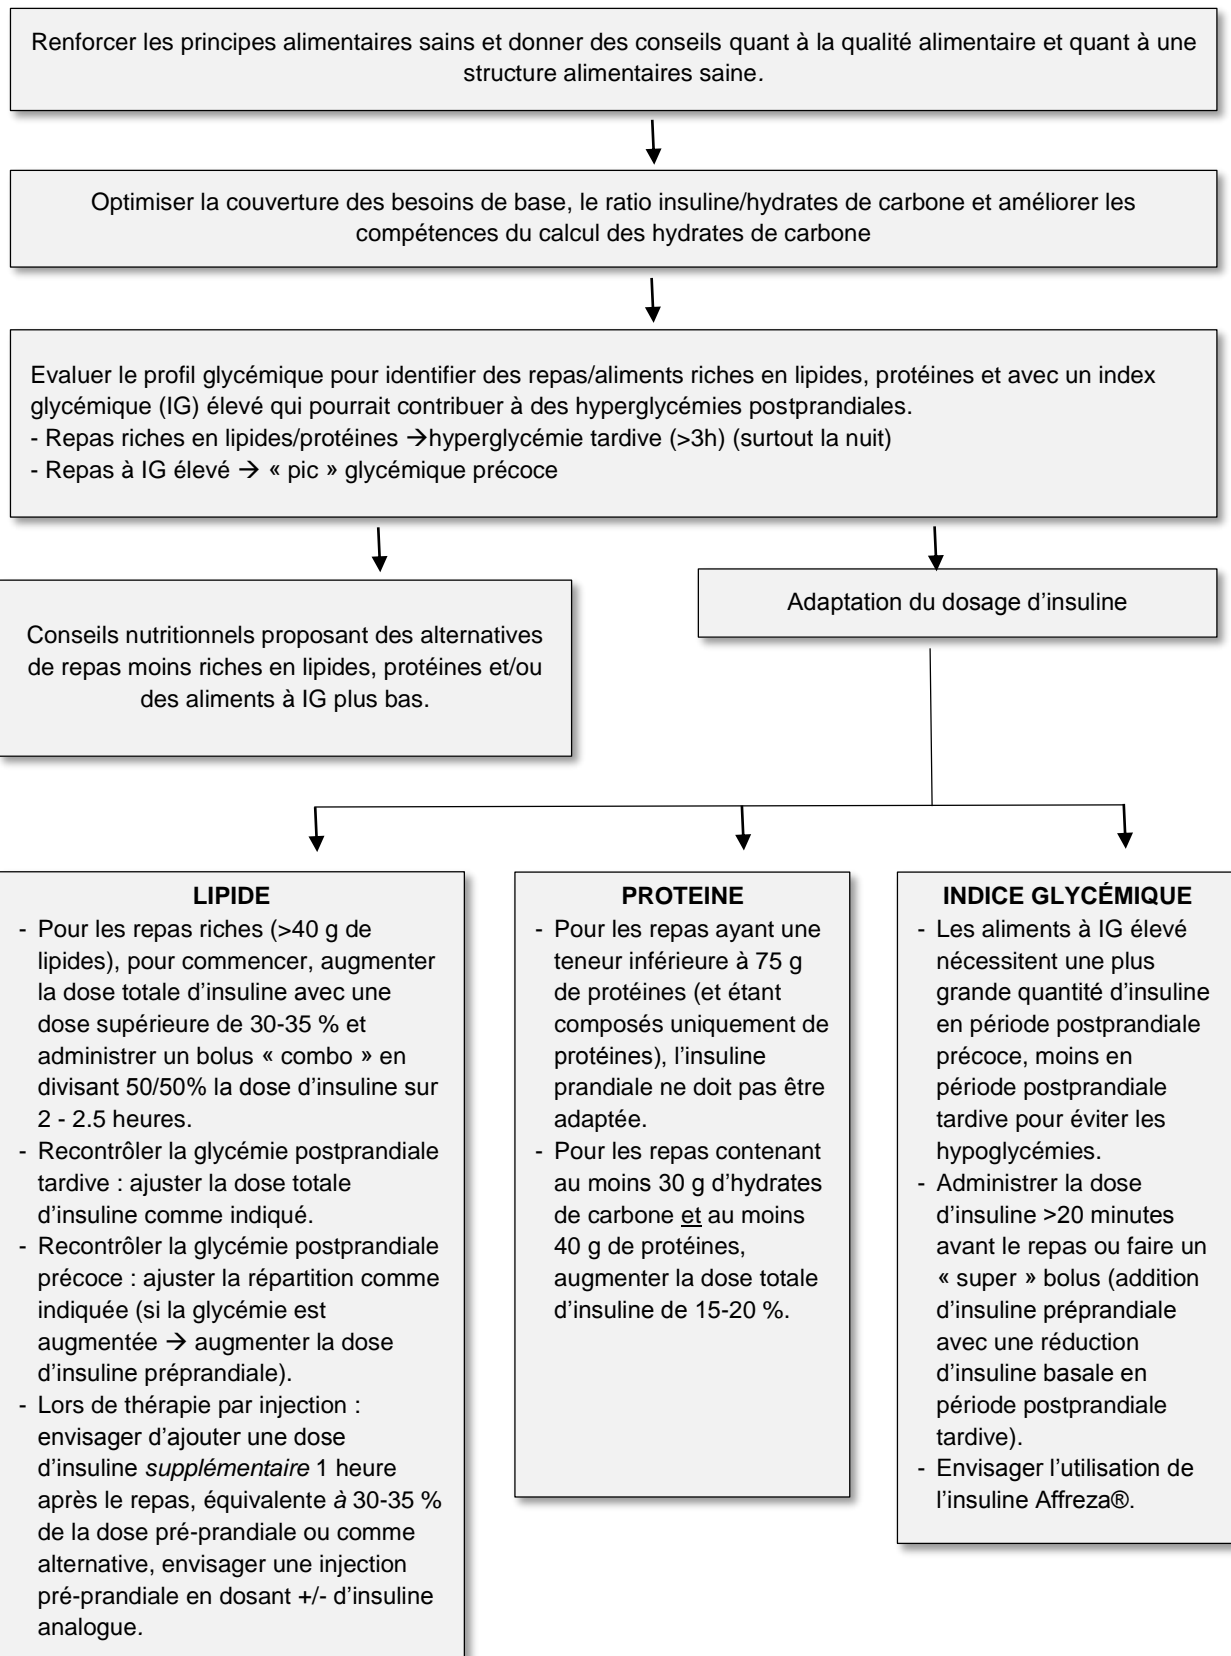 Renforcer les principes alimentaires sains et donner des conseils quant à la qualité alimentaire et quant à une
structure alimentaires saine.
Optimiser la couverture des besoins de base, le ratio insuline/hydrates de carbone et améliorer les
compétences du calcul des hydrates de carbone
Evaluer le profil glycémique pour identifier des repas/aliments riches en lipides, protéines et avec un index
glycémique (IG) élevé qui pourrait contribuer à des hyperglycémies postprandiales.
- Repas riches en lipides/protéines →hyperglycémie tardive (>3h) (surtout la nuit)
- Repas à IG élevé → « pic » glycémique précoce
Conseils nutritionnels proposant des alternatives
de repas moins riches en lipides, protéines et/ou
des aliments à IG plus bas.
Adaptation du dosage d’insuline
LIPIDE
- Pour les repas riches (>40 g de
lipides), pour commencer, augmenter
la dose totale d’insuline avec une
dose supérieure de 30-35 % et
administrer un bolus « combo » en
divisant 50/50% la dose d’insuline sur
2 - 2.5 heures.
- Recontrôler la glycémie postprandiale
tardive : ajuster la dose totale
d’insuline comme indiqué.
- Recontrôler la glycémie postprandiale
précoce : ajuster la répartition comme
indiquée (si la glycémie est
augmentée → augmenter la dose
d’insuline préprandiale).
- Lors de thérapie par injection :
envisager d’ajouter une dose
d’insuline supplémentaire 1 heure
après le repas, équivalente à 30-35 %
de la dose pré-prandiale ou comme
alternative, envisager une injection
pré-prandiale en dosant +/- d’insuline
analogue.
PROTEINE
- Pour les repas ayant une
teneur inférieure à 75 g
de protéines (et étant
composés uniquement de
protéines), l’insuline
prandiale ne doit pas être
adaptée.
- Pour les repas contenant
au moins 30 g d’hydrates
de carbone et au moins
40 g de protéines,
augmenter la dose totale
d’insuline de 15-20 %.
INDICE GLYCÉMIQUE
- Les aliments à IG élevé
nécessitent une plus
grande quantité d’insuline
en période postprandiale
précoce, moins en
période postprandiale
tardive pour éviter les
hypoglycémies.
- Administrer la dose
d’insuline >20 minutes
avant le repas ou faire un
« super » bolus (addition
d’insuline préprandiale
avec une réduction
d’insuline basale en
période postprandiale
tardive).
- Envisager l’utilisation de
l’insuline Affreza®.